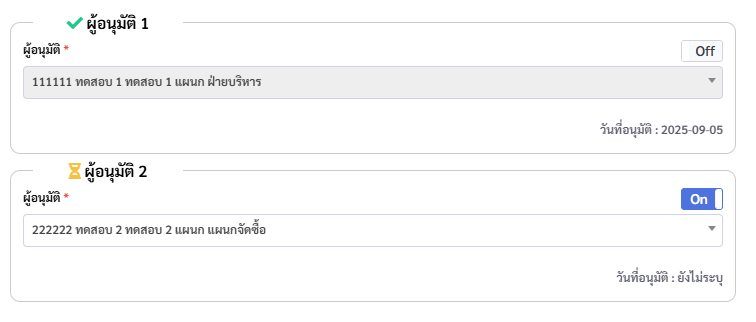 ผู้อนุมัติ 1
ผู้อนุมัติ * Off
111111 ทดสอบ 1 ทดสอบ 1 แผนก ฝ่ายบริหาร
วันที่อนุมัติ : 2025-09-05
ผู้อนุมัติ 2
ผู้อนุมัติ * On
222222 ทดสอบ 2 ทดสอบ 2 แผนก แผนกจัดซื้อ
วันที่อนุมัติ : ยังไม่ระบุ